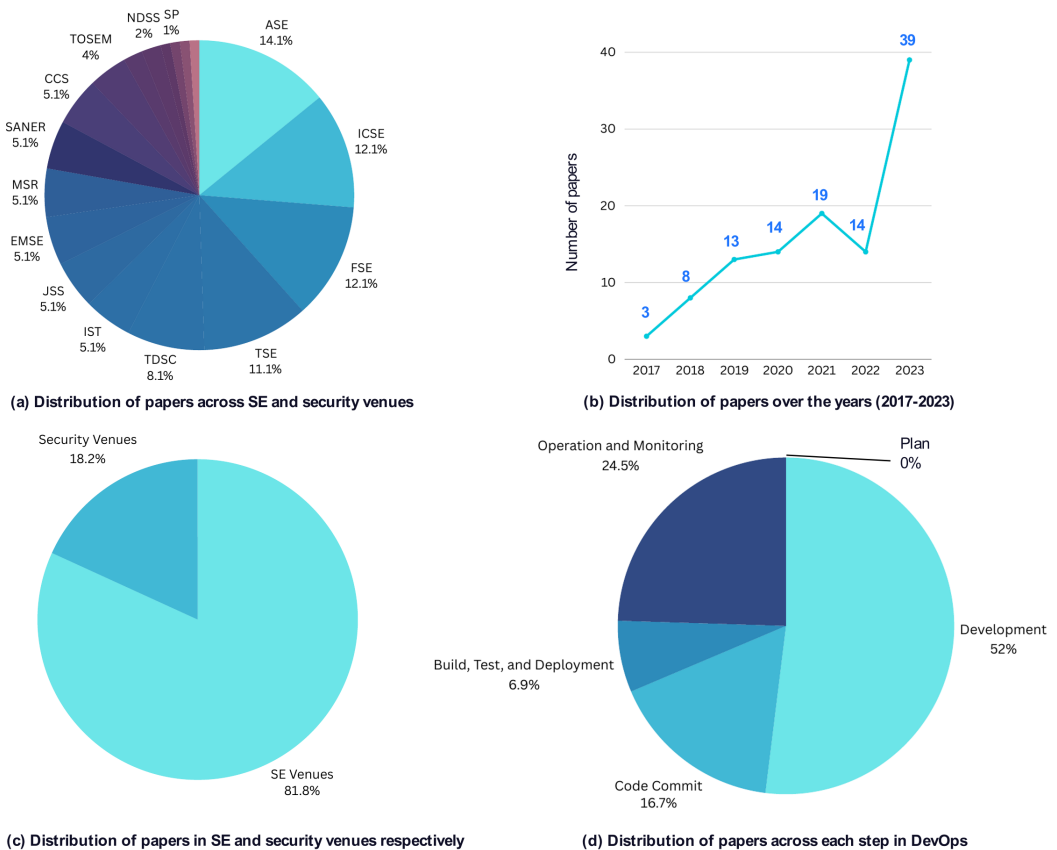 NDSS
2%
SP
1%
ASE
14.1%
TOSEM
4%
CCS
5.1%
ICSE
12.1%
SANER
5.1%
MSR
5.1%
EMSE
5.1%
FSE
12.1%
JSS
5.1%
IST
5.1%
TDSC
8.1%
TSE
11.1%
(a) Distribution of papers across SE and security venues
Number of papers
40
30
20
10
0
3
8
13
14
19
14
39
2017 2018 2019 2020 2021 2022 2023
(b) Distribution of papers over the years (2017-2023)
Security Venues
18.2%
SE Venues
81.8%
(c) Distribution of papers in SE and security venues respectively
Operation and Monitoring
24.5%
Plan
0%
Development
52%
Build, Test, and Deployment
6.9%
Code Commit
16.7%
(d) Distribution of papers across each step in DevOps